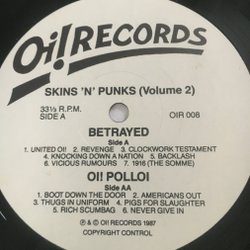 Oi! RECORDS
SKINS 'N' PUNKS (Volume 2)
33⅓ R.P.M.
SIDE A
OIR 008
BETRAYED
Side A
1. UNITED OI! 2. REVENGE 3. CLOCKWORK TESTAMENT
4. KNOCKING DOWN A NATION 5. BACKLASH
6. VICIOUS RUMOURS 7. 1916 (THE SOMME)
OI! POLLOI
Side AA
1. BOOT DOWN THE DOOR 2. AMERICANS OUT
3. THUGS IN UNIFORM 4. PIGS FOR SLAUGHTER
5. RICH SCUMBAG 6. NEVER GIVE IN
℗ & © OI! RECORDS 1987
COPYRIGHT CONTROL